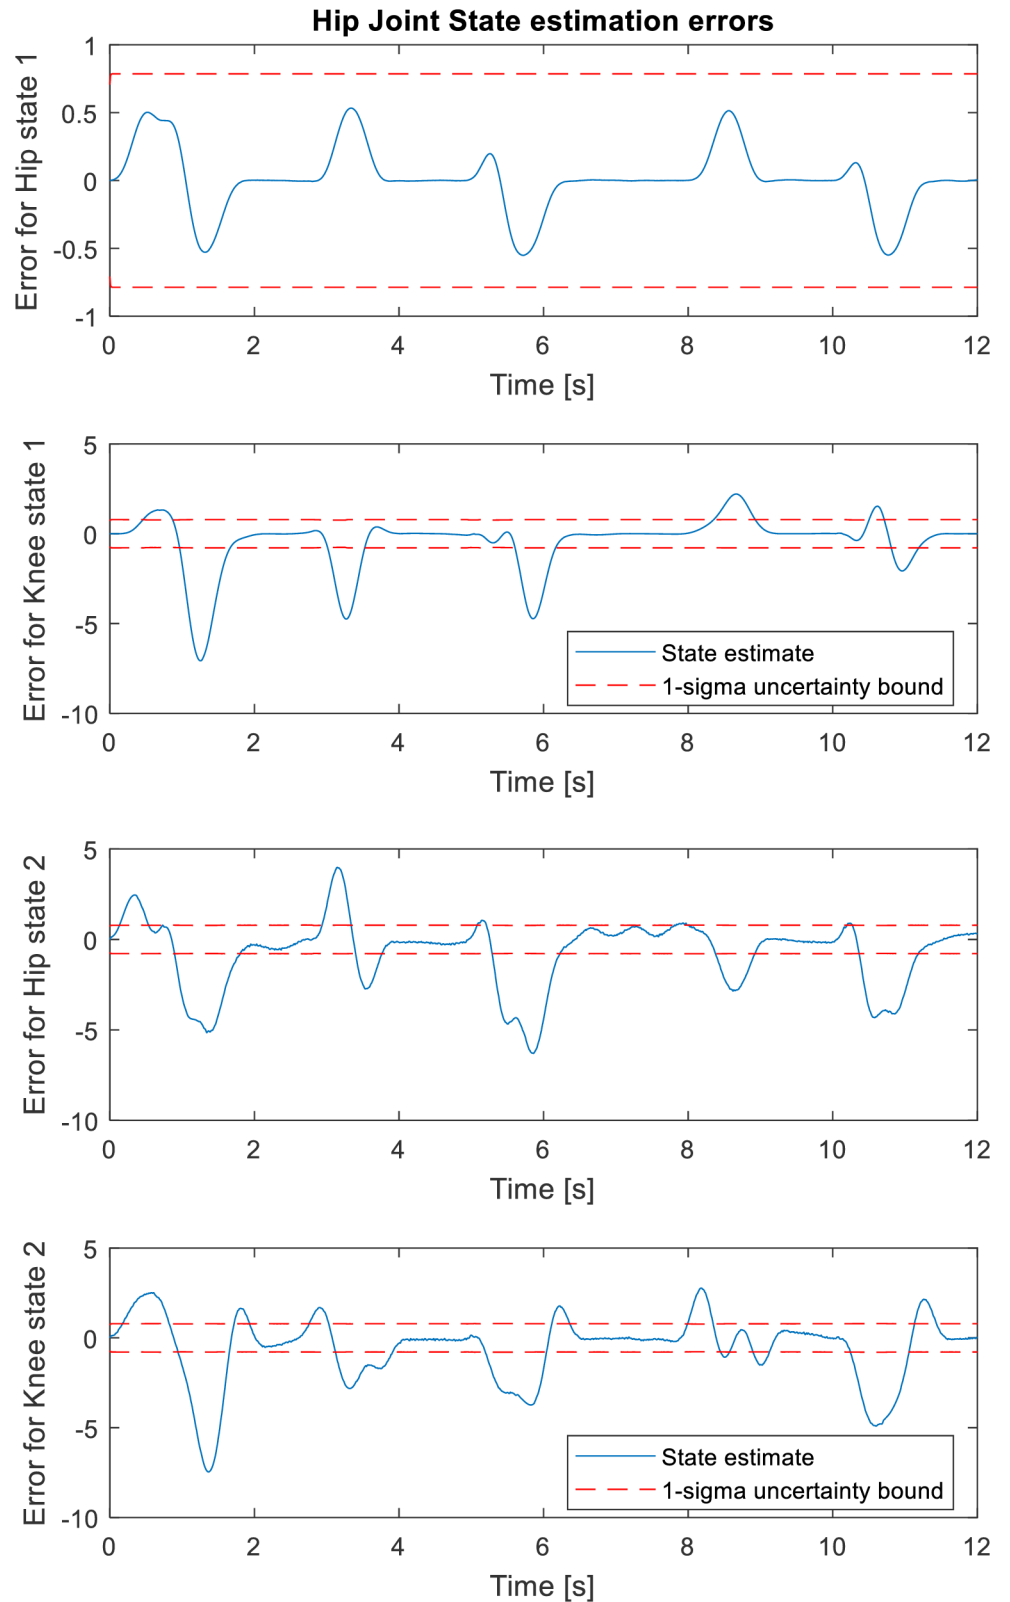 Hip Joint State estimation errors
Error for Hip state 1
1
0.5
0
-0.5
-1
0 2 4 6 8 10 12
Time [s]
Error for Knee state 1
5
0
-5
-10
State estimate
1-sigma uncertainty bound
0 2 4 6 8 10 12
Time [s]
Error for Hip state 2
5
0
-5
-10
0 2 4 6 8 10 12
Time [s]
Error for Knee state 2
5
0
-5
-10
State estimate
1-sigma uncertainty bound
0 2 4 6 8 10 12
Time [s]